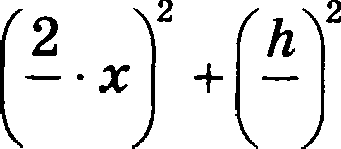 (2/ · x)² + (h/)²